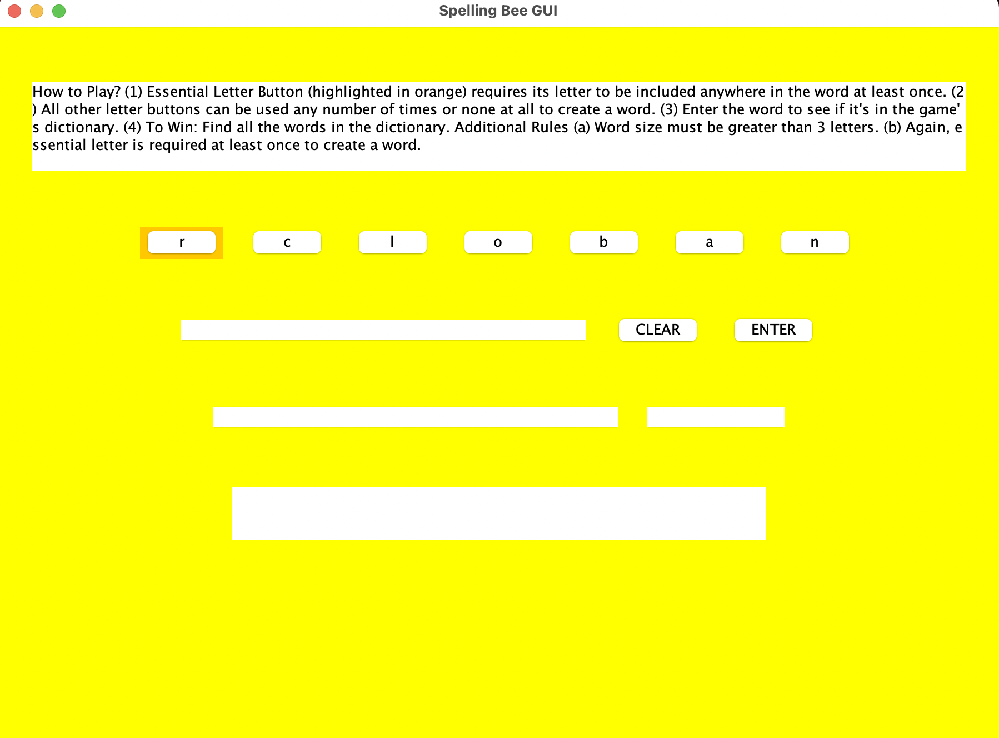 Spelling Bee GUI
How to Play? (1) Essential Letter Button (highlighted in orange) requires its letter to be included anywhere in the word at least once. (2
) All other letter buttons can be used any number of times or none at all to create a word. (3) Enter the word to see if it's in the game'
s dictionary. (4) To Win: Find all the words in the dictionary. Additional Rules (a) Word size must be greater than 3 letters. (b) Again, e
ssential letter is required at least once to create a word.
r c l o b a n
CLEAR ENTER